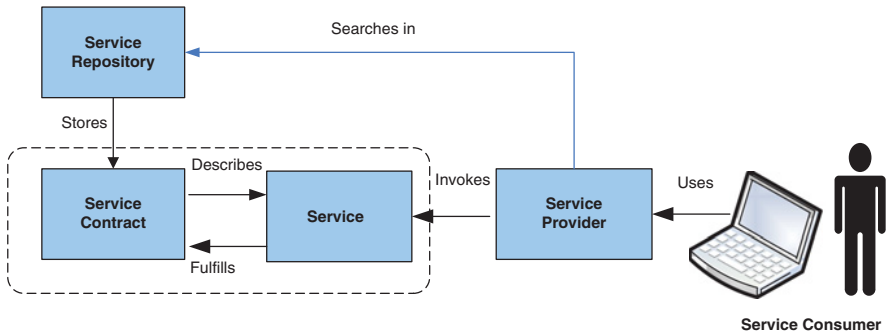 Searches in
Service
Repository
Stores
Describes
Service
Contract
Service
Fulfills
Invokes
Service
Provider
Uses
Service Consumer